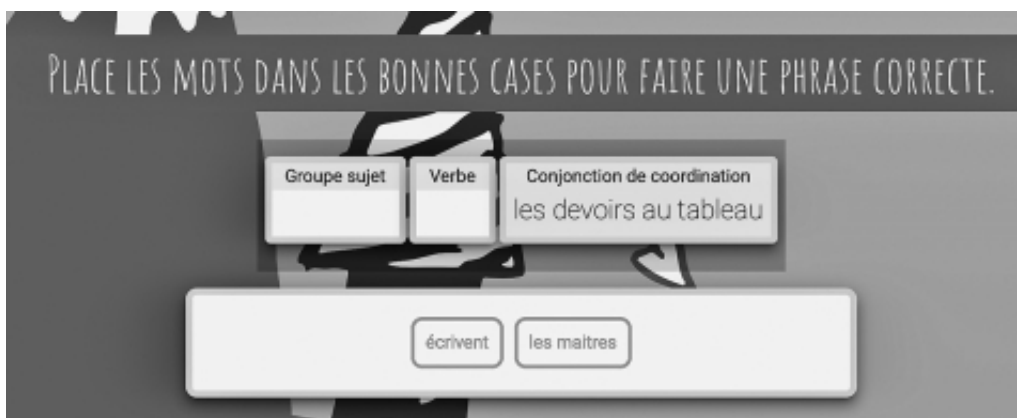 PLACE LES MOTS DANS LES BONNES CASES POUR FAIRE UNE PHRASE CORRECTE.
Groupe sujet Verbe Conjonction de coordination
les devoirs au tableau
écrivent les maitres